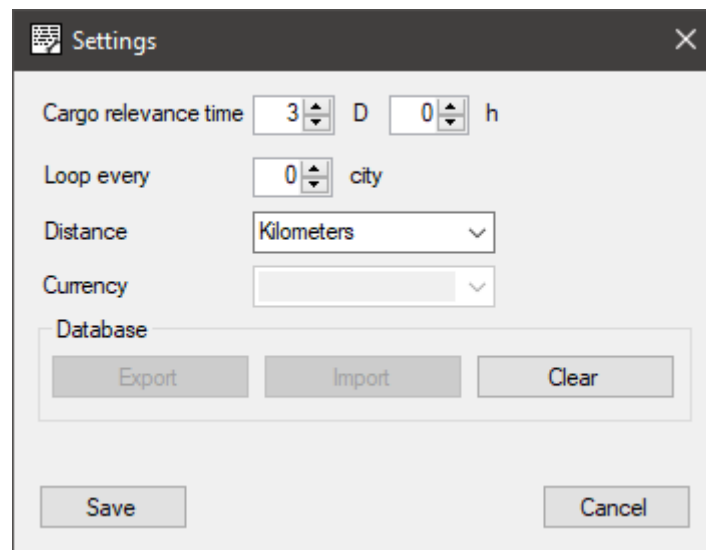 Settings
Cargo relevance time 3 D 0 h
Loop every 0 city
Distance Kilometers
Currency
Database
Export Import Clear
Save Cancel